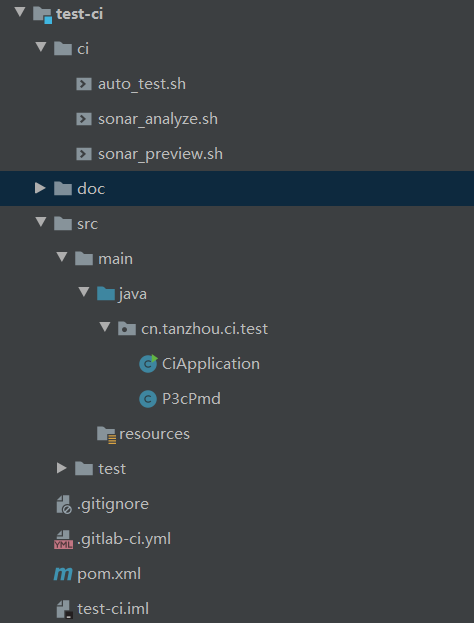 test-ci
ci
auto_test.sh
sonar_analyze.sh
sonar_preview.sh
doc
src
main
java
cn.tanzhou.ci.test
CiApplication
P3cPmd
resources
test
.gitignore
.gitlab-ci.yml
pom.xml
test-ci.iml